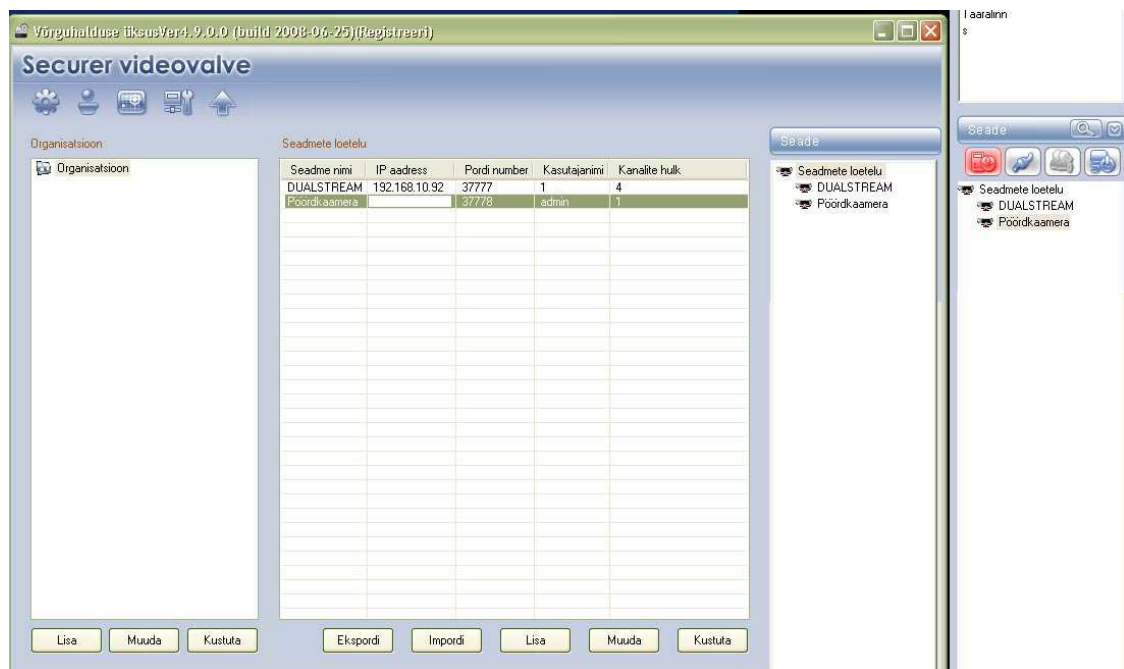 Võrguhalduse üksusVer4.9.0.0 (build 2008-06-25)(Registreeri)
Securer videovalve
Organisatsioon
Organisatsioon
Seadmete loetelu
Seadme nimi IP aadress Pordi number Kasutajanimi Kanalite hulk
DUALSTREAM 192.168.10.92 37777 1 4
Pöördkaamera 37778 admin 1
Lisa Muuda Kustuta
Ekspordi Impordi Lisa Muuda Kustuta
Seade
Seadmete loetelu
DUALSTREAM
Pöördkaamera
Taaralinn
s
Seade
Seadmete loetelu
DUALSTREAM
Pöördkaamera